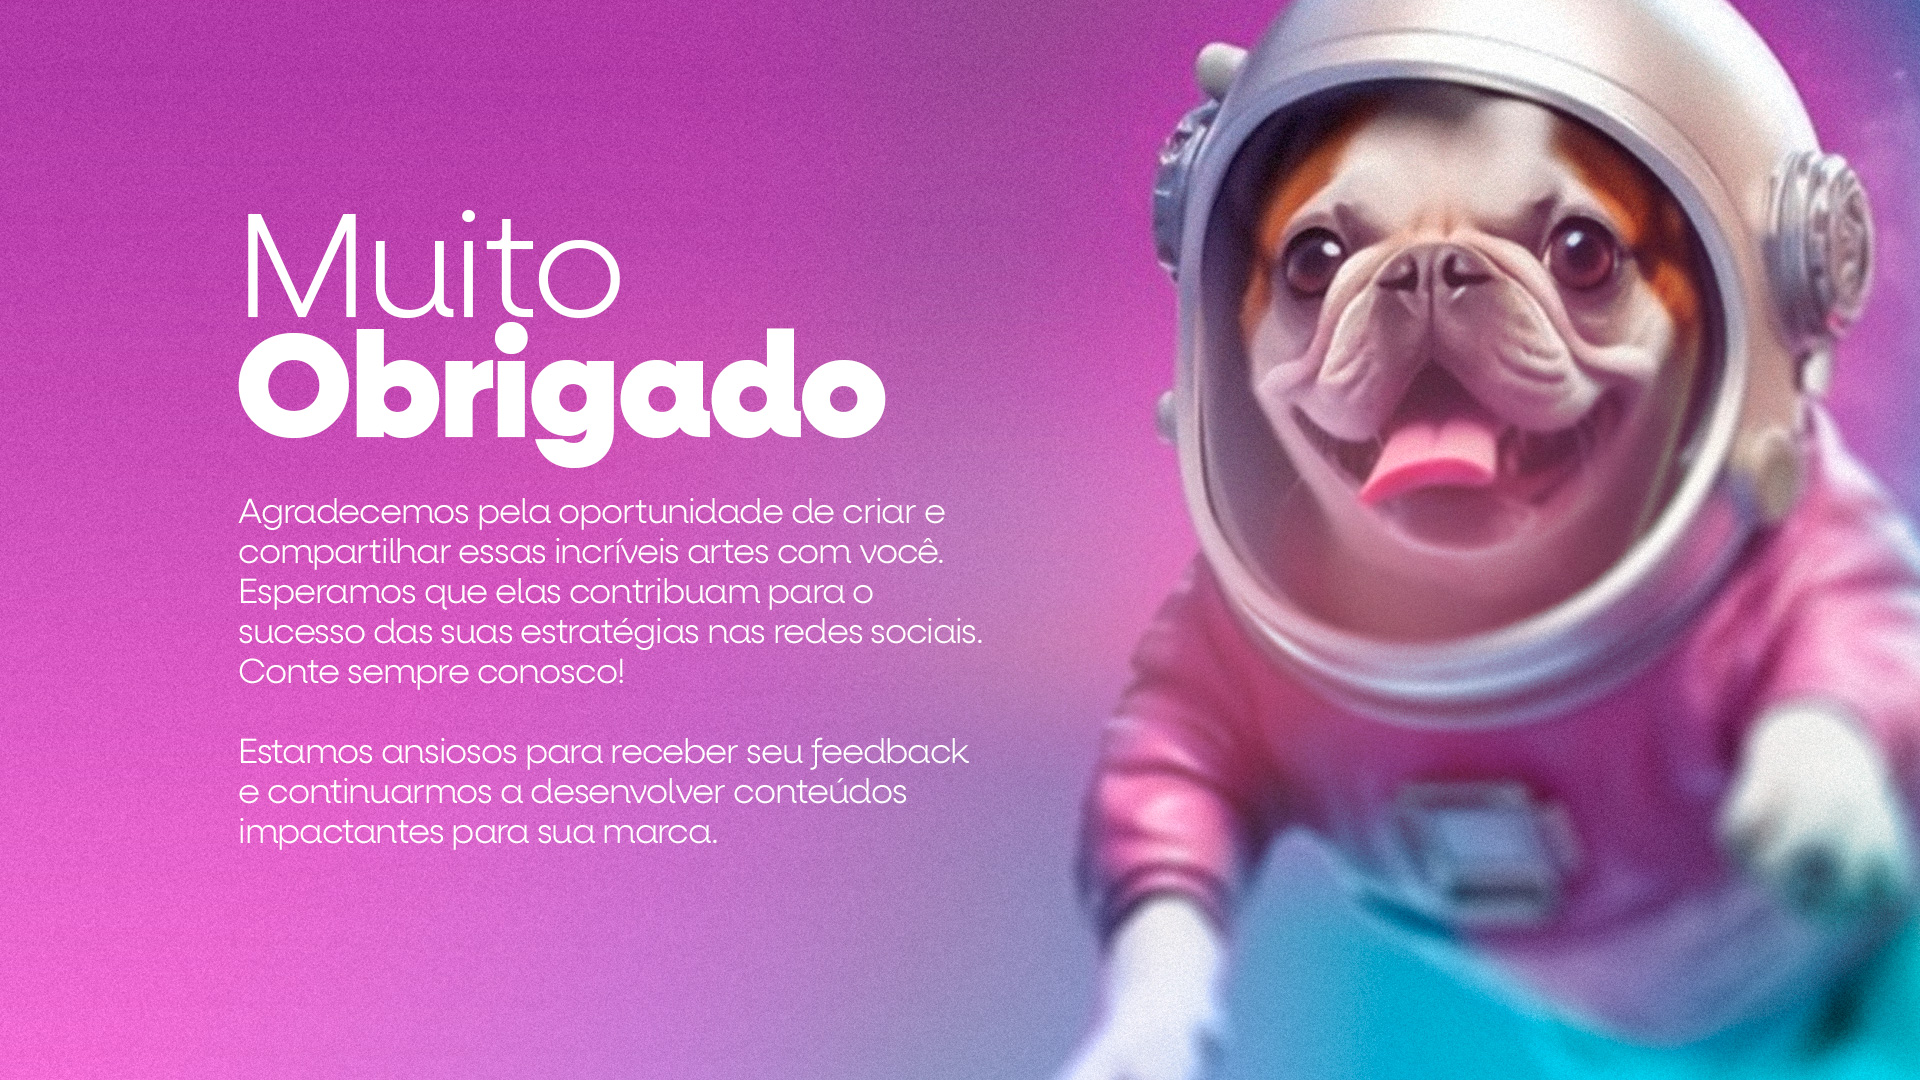 Muito
Obrigado
Agradecemos pela oportunidade de criar e
compartilhar essas incríveis artes com você.
Esperamos que elas contribuam para o
sucesso das suas estratégias nas redes sociais.
Conte sempre conosco!
Estamos ansiosos para receber seu feedback
e continuarmos a desenvolver conteúdos
impactantes para sua marca.